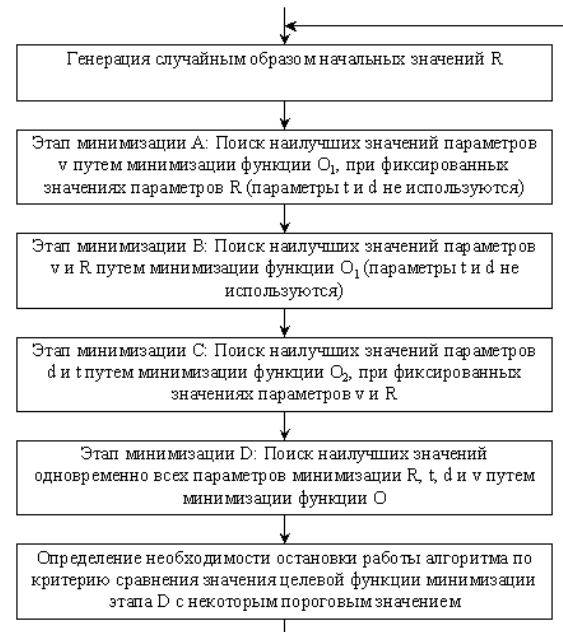 Генерация случайным образом начальных значений R
Этап минимизации A: Поиск наилучших значений параметров
v путем минимизации функции O₁, при фиксированных
значениях параметров R (параметры t и d не используются)
Этап минимизации B: Поиск наилучших значений параметров
v и R путем минимизации функции O₁ (параметры t и d не
используются)
Этап минимизации C: Поиск наилучших значений параметров
d и t путем минимизации функции O₂, при фиксированных
значениях параметров v и R
Этап минимизации D: Поиск наилучших значений
одновременно всех параметров минимизации R, t, d и v путем
минимизации функции O
Определение необходимости остановки работы алгоритма по
критерию сравнения значения целевой функции минимизации
этапа D с некоторым пороговым значением